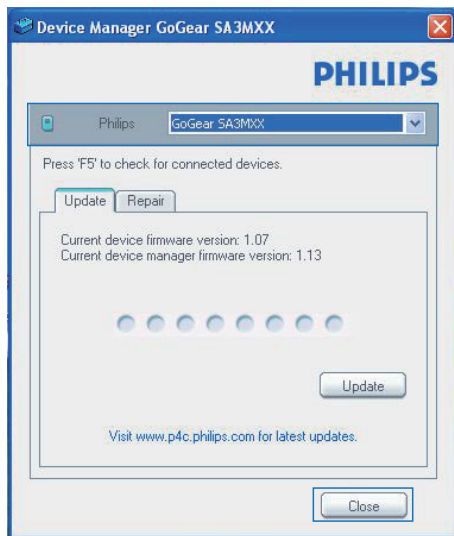 Device Manager GoGear SA3MXX
PHILIPS
Philips GoGear SA3MXX
Press 'F5' to check for connected devices.
Update Repair
Current device firmware version: 1.07
Current device manager firmware version: 1.13
Update
Visit www.p4c.philips.com for latest updates.
Close